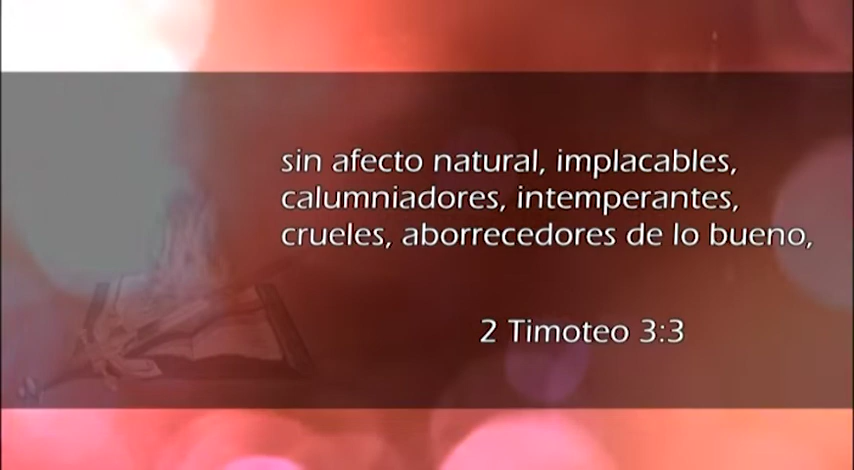 sin afecto natural, implacables,
calumniadores, intemperantes,
crueles, aborrecedores de lo bueno,
2 Timoteo 3:3